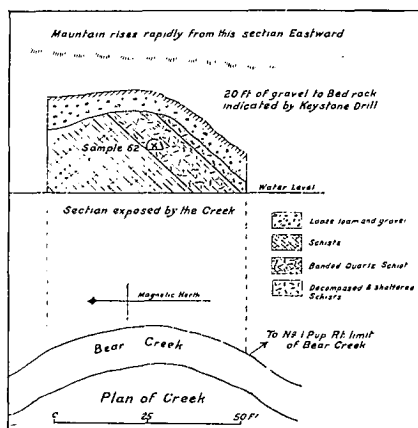 Mountain rises rapidly from this section Eastward
20 ft of gravel to Bed rock
indicated by Keystone Drill
Sample 62
X
Water Level
Section exposed by the Creek
Loose loam and gravel
Schists
Banded Quartz Schist
Decomposed & shattered
Schists
Magnetic North
To Nº 1 Pup Rt. limit
of Bear Creek
Bear Creek
Plan of Creek
0 25 50 Ft